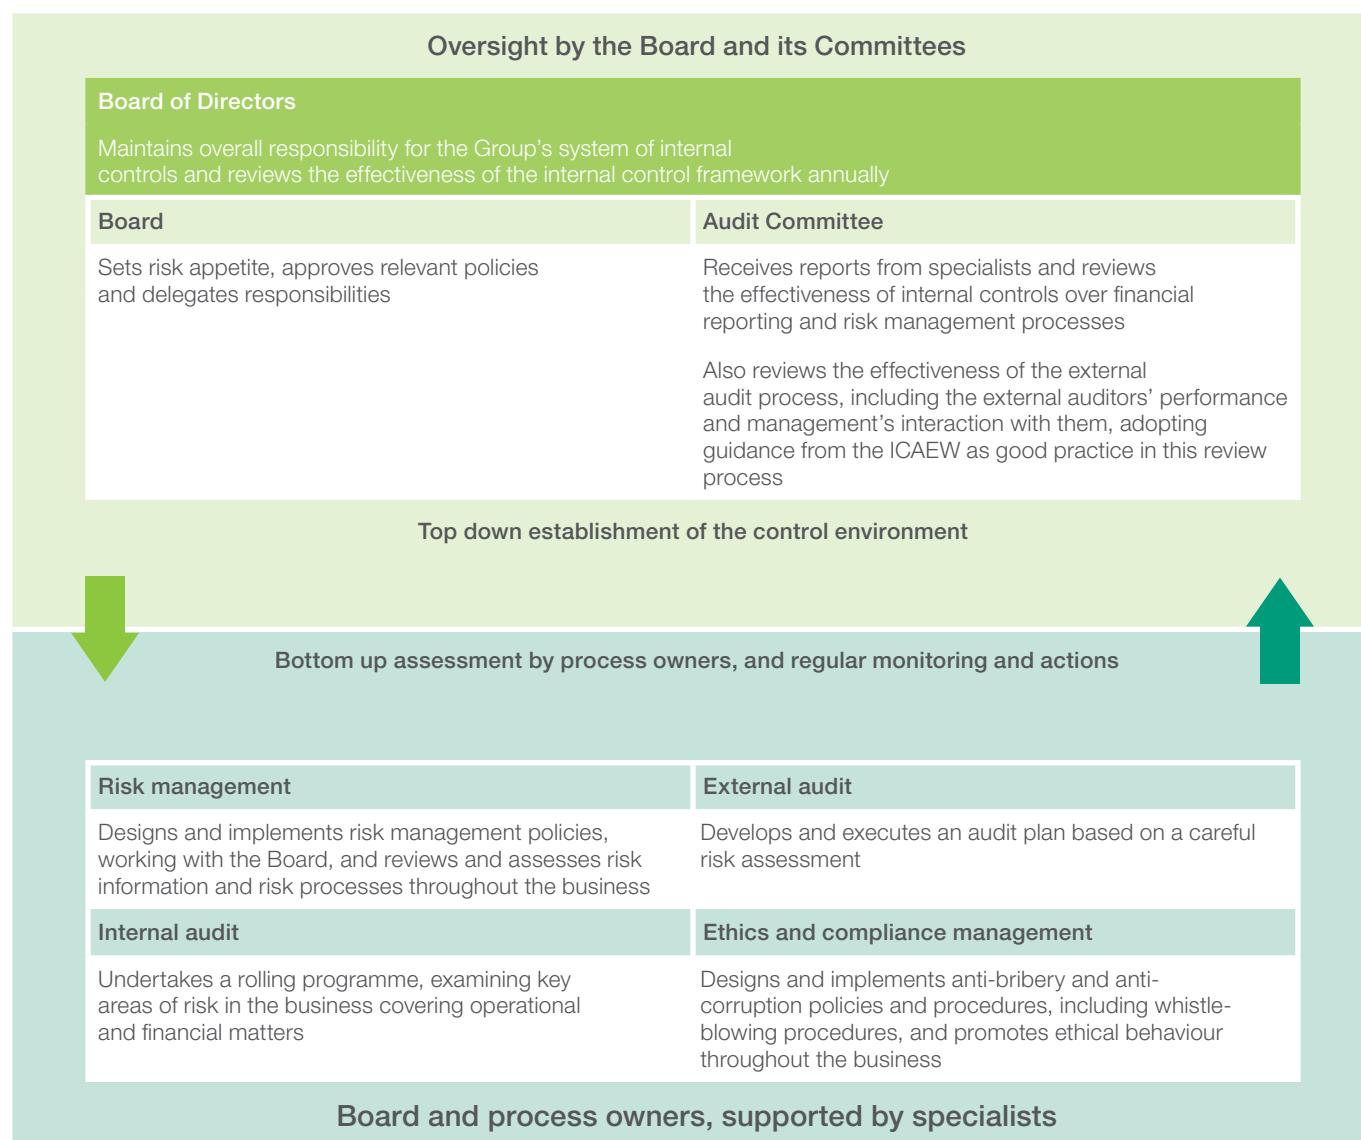 Oversight by the Board and its Committees
Board of Directors
Maintains overall responsibility for the Group's system of internal
controls and reviews the effectiveness of the internal control framework annually
Board
Sets risk appetite, approves relevant policies
and delegates responsibilities
Audit Committee
Receives reports from specialists and reviews
the effectiveness of internal controls over financial
reporting and risk management processes
Also reviews the effectiveness of the external
audit process, including the external auditors' performance
and management's interaction with them, adopting
guidance from the ICAEW as good practice in this review
process
Top down establishment of the control environment
Bottom up assessment by process owners, and regular monitoring and actions
Risk management
Designs and implements risk management policies,
working with the Board, and reviews and assesses risk
information and risk processes throughout the business
External audit
Develops and executes an audit plan based on a careful
risk assessment
Internal audit
Undertakes a rolling programme, examining key
areas of risk in the business covering operational
and financial matters
Ethics and compliance management
Designs and implements anti-bribery and anti-
corruption policies and procedures, including whistle-
blowing procedures, and promotes ethical behaviour
throughout the business
Board and process owners, supported by specialists